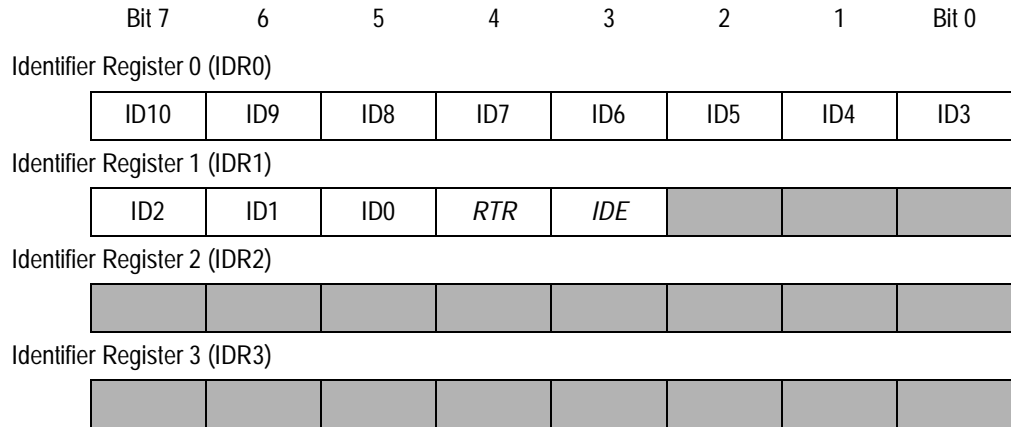 Bit 7 6 5 4 3 2 1 Bit 0
Identifier Register 0 (IDR0)
ID10 ID9 ID8 ID7 ID6 ID5 ID4 ID3
Identifier Register 1 (IDR1)
ID2 ID1 ID0 RTR IDE
Identifier Register 2 (IDR2)
Identifier Register 3 (IDR3)